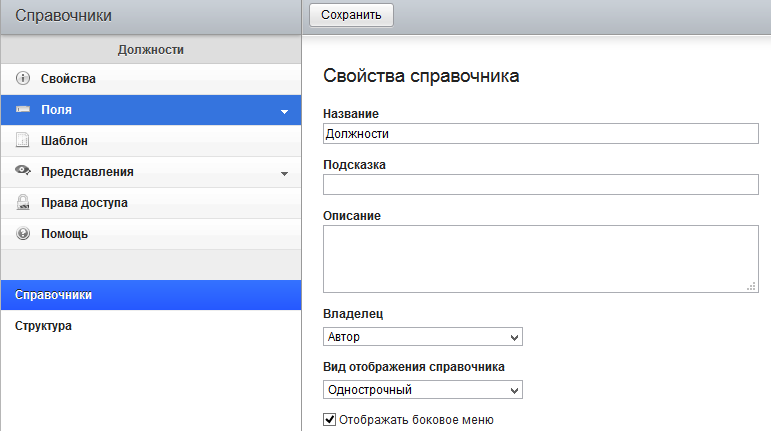 Справочники
Должности
Свойства
Поля
Шаблон
Представления
Права доступа
Помощь
Справочники
Структура
Сохранить
Свойства справочника
Название
Должности
Подсказка
Описание
Владелец
Автор
Вид отображения справочника
Однострочный
Отображать боковое меню